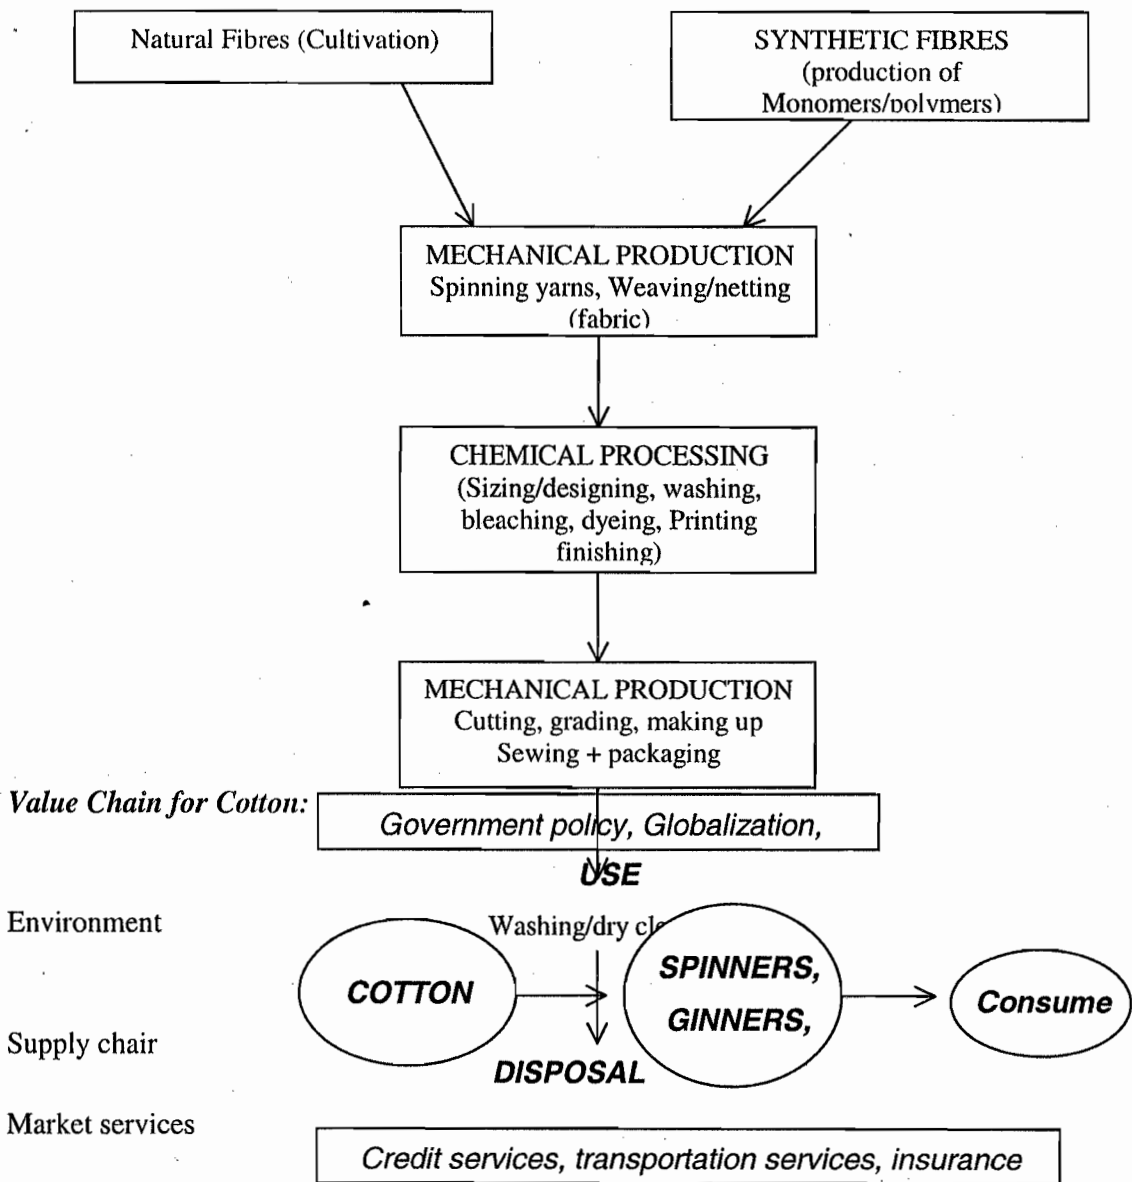 Natural Fibres (Cultivation)
SYNTHETIC FIBRES
(production of
Monomers/polymers)
MECHANICAL PRODUCTION
Spinning yarns, Weaving/netting
(fabric)
CHEMICAL PROCESSING
(Sizing/designing, washing,
bleaching, dyeing, Printing
finishing)
MECHANICAL PRODUCTION
Cutting, grading, making up
Sewing + packaging
Value Chain for Cotton:
Government policy, Globalization,
USE
Environment
Washing/dry cle
COTTON
SPINNERS,
GINNERS,
Consume
Supply chair
DISPOSAL
Market services
Credit services, transportation services, insurance